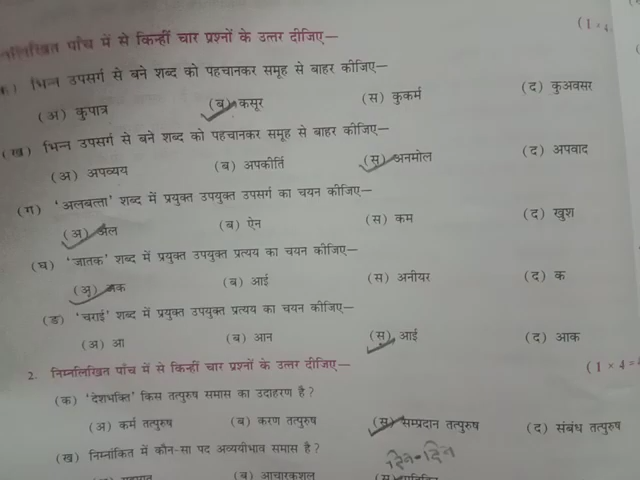 निम्नलिखित पाँच में से किन्हीं चार प्रश्नों के उत्तर दीजिए— (1 × 4
(क) भिन्न उपसर्ग से बने शब्द को पहचानकर समूह से बाहर कीजिए—
(अ) कुपात्र (ब) कसूर (स) कुकर्म (द) कुअवसर
(ख) भिन्न उपसर्ग से बने शब्द को पहचानकर समूह से बाहर कीजिए—
(अ) अपव्यय (ब) अपकीर्ति (स) अनमोल (द) अपवाद
(ग) 'अलबत्ता' शब्द में प्रयुक्त उपयुक्त उपसर्ग का चयन कीजिए—
(अ) अल (ब) ऐन (स) कम (द) खुश
(घ) 'जातक' शब्द में प्रयुक्त उपयुक्त प्रत्यय का चयन कीजिए—
(अ) अक (ब) आई (स) अनीयर (द) क
(ङ) 'चराई' शब्द में प्रयुक्त उपयुक्त प्रत्यय का चयन कीजिए—
(अ) आ (ब) आन (स) आई (द) आक
2. निम्नलिखित पाँच में से किन्हीं चार प्रश्नों के उत्तर दीजिए— (1 × 4 =
(क) 'देशभक्ति' किस तत्पुरुष समास का उदाहरण है ?
(अ) कर्म तत्पुरुष (ब) करण तत्पुरुष (स) सम्प्रदान तत्पुरुष (द) संबंध तत्पुरुष
(ख) निम्नांकित में कौन-सा पद अव्ययीभाव समास है ?
दिन-दिन
(ब) आचारकुशल (स)